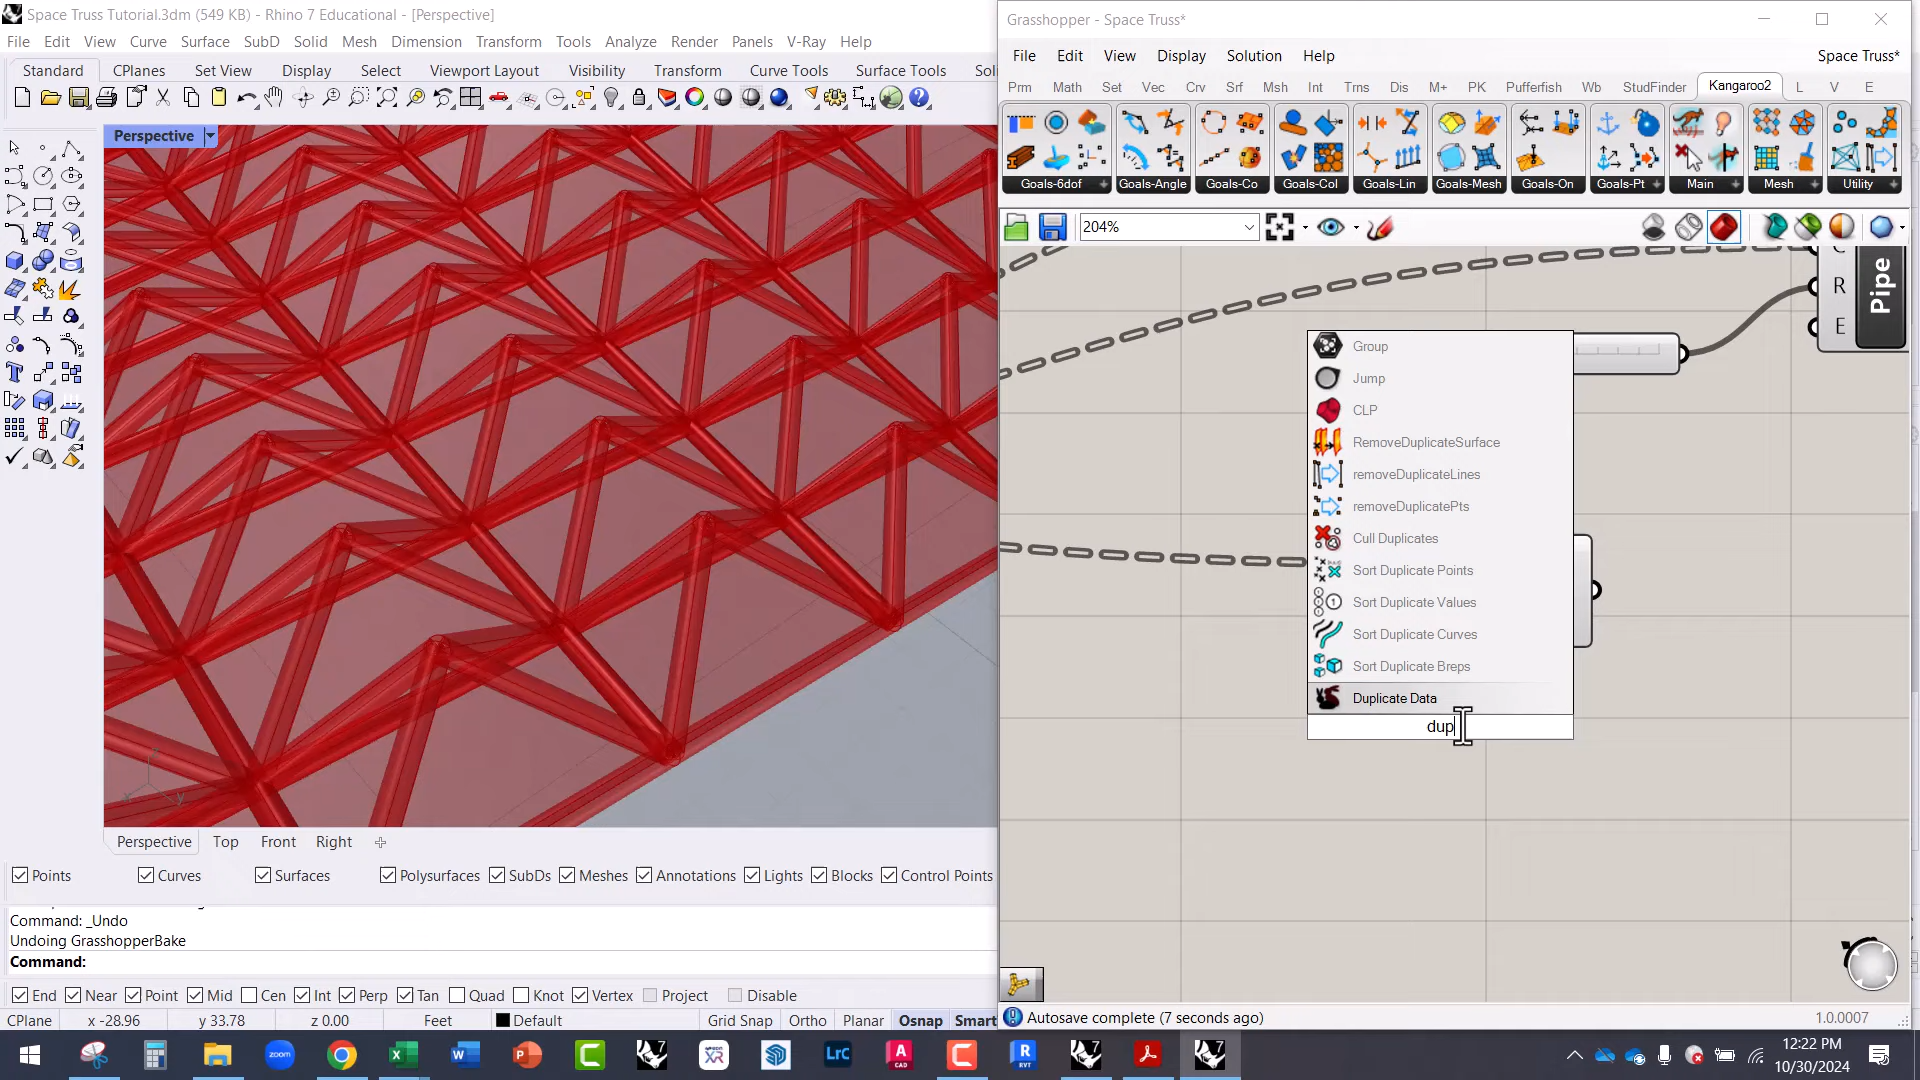 Space Truss Tutorial.3dm (549 KB) - Rhino 7 Educational - [Perspective]
File Edit View Curve Surface SubD Solid Mesh Dimension Transform Tools Analyze Render Panels V-Ray Help
Standard CPlanes Set View Display Select Viewport Layout Visibility Transform Curve Tools Surface Tools
Perspective
Perspective Top Front Right
Points Curves Surfaces Polysurfaces SubDs Meshes Annotations Lights Blocks Control Points
Command: _Undo
Undoing GrasshopperBake
Command:
End Near Point Mid Cen Int Perp Tan Quad Knot Vertex Project Disable
CPlane x -28.96 y 33.78 z 0.00 Feet Default Grid Snap Ortho Planar Osnap Smart
Grasshopper - Space Truss*
File Edit View Display Solution Help Space Truss*
Prm Math Set Vec Crv Srf Msh Int Trns Dis M+ PK Pufferfish Wb StudFinder Kangaroo2 L V E
Goals-6dof Goals-Angle Goals-Co Goals-Col Goals-Lin Goals-Mesh Goals-On Goals-Pt Main Mesh Utility
204%
C
R
E
Pipe
Group
Jump
CLP
RemoveDuplicateSurface
removeDuplicateLines
removeDuplicatePts
Cull Duplicates
Sort Duplicate Points
Sort Duplicate Values
Sort Duplicate Curves
Sort Duplicate Breps
Duplicate Data
dup
Autosave complete (7 seconds ago) 1.0.0007
12:22 PM
10/30/2024